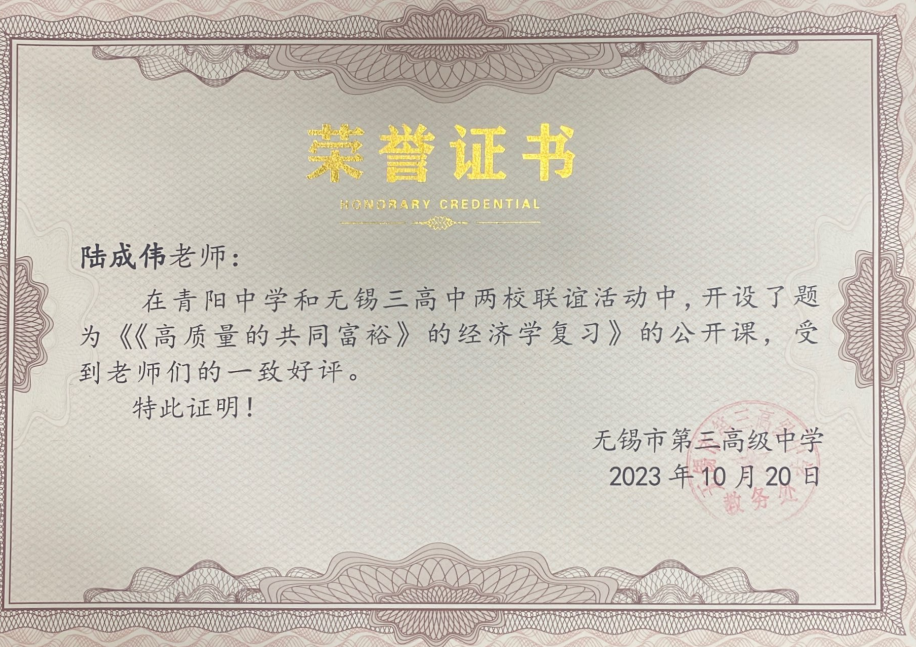 荣誉证书
HONORARY CREDENTIAL
陆成伟老师：
在青阳中学和无锡三高中两校联谊活动中，开设了题
为《《高质量的共同富裕》的经济学复习》的公开课，受
到老师们的一致好评。
特此证明！
无锡市第三高级中学
2023 年 10 月 20 日
教务处